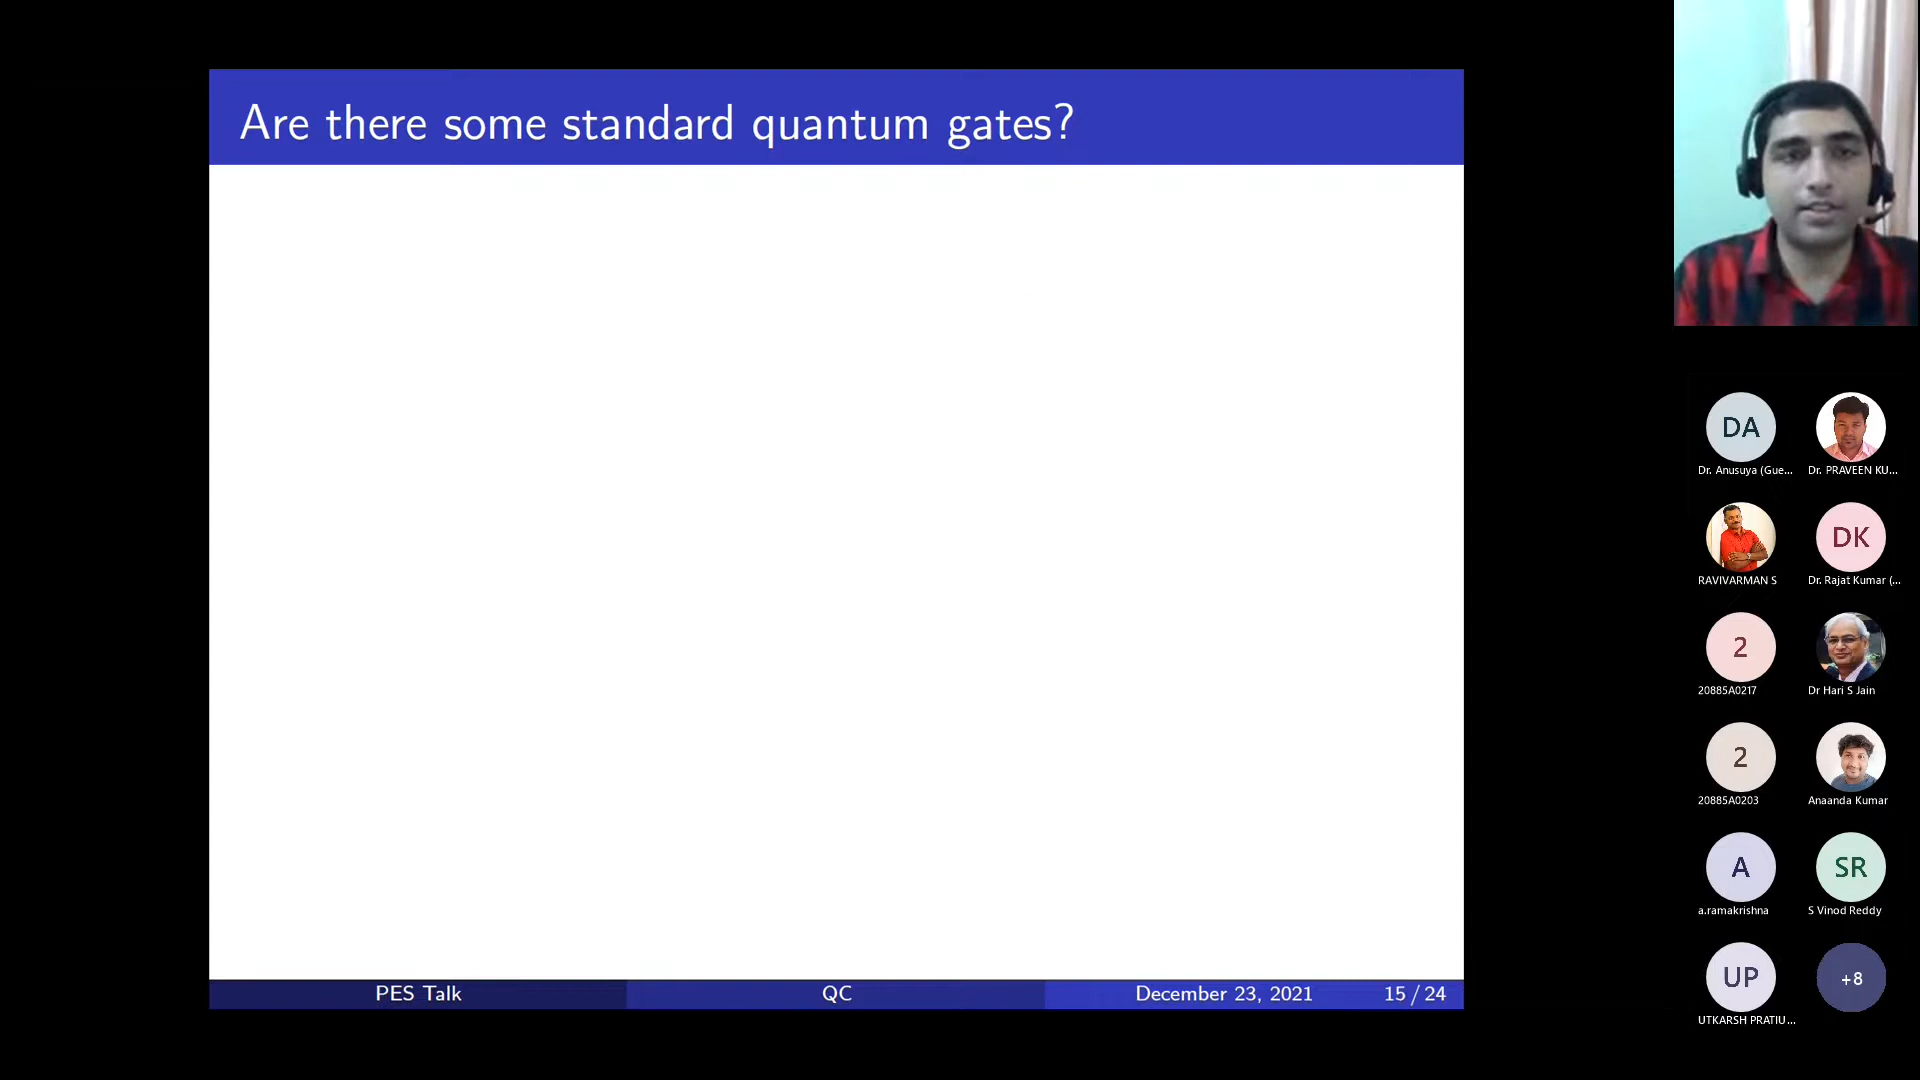 Are there some standard quantum gates?
PES Talk
QC
December 23, 2021
15 / 24
DA
Dr. Anusuya (Gue...
Dr. PRAVEEN KU...
RAVIVARMAN S
DK
Dr. Rajat Kumar (...
2
20885A0217
Dr Hari S Jain
2
20885A0203
Anaanda Kumar
A
a.ramakrishna
SR
S Vinod Reddy
UP
UTKARSH PRATIU...
+8